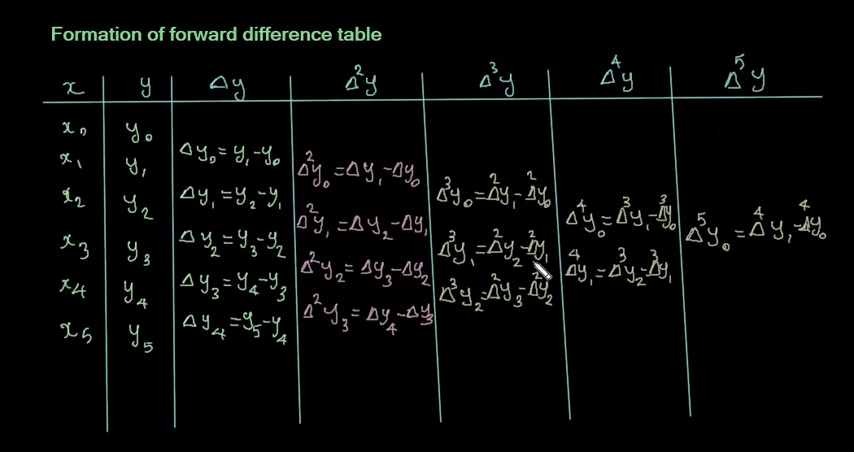 Formation of forward difference table
x y Δy Δ²y Δ³y Δ⁴y Δ⁵y
x₀ y₀
Δy₀ = y₁ - y₀
x₁ y₁ Δ²y₀ = Δy₁ - Δy₀
Δy₁ = y₂ - y₁ Δ³y₀ = Δ²y₁ - Δ²y₀
x₂ y₂ Δ²y₁ = Δy₂ - Δy₁ Δ⁴y₀ = Δ³y₁ - Δ³y₀
Δy₂ = y₃ - y₂ Δ³y₁ = Δ²y₂ - Δ²y₁ Δ⁵y₀ = Δ⁴y₁ - Δ⁴y₀
x₃ y₃ Δ²y₂ = Δy₃ - Δy₂ Δ⁴y₁ = Δ³y₂ - Δ³y₁
Δy₃ = y₄ - y₃ Δ³y₂ = Δ²y₃ - Δ²y₂
x₄ y₄ Δ²y₃ = Δy₄ - Δy₃
Δy₄ = y₅ - y₄
x₅ y₅